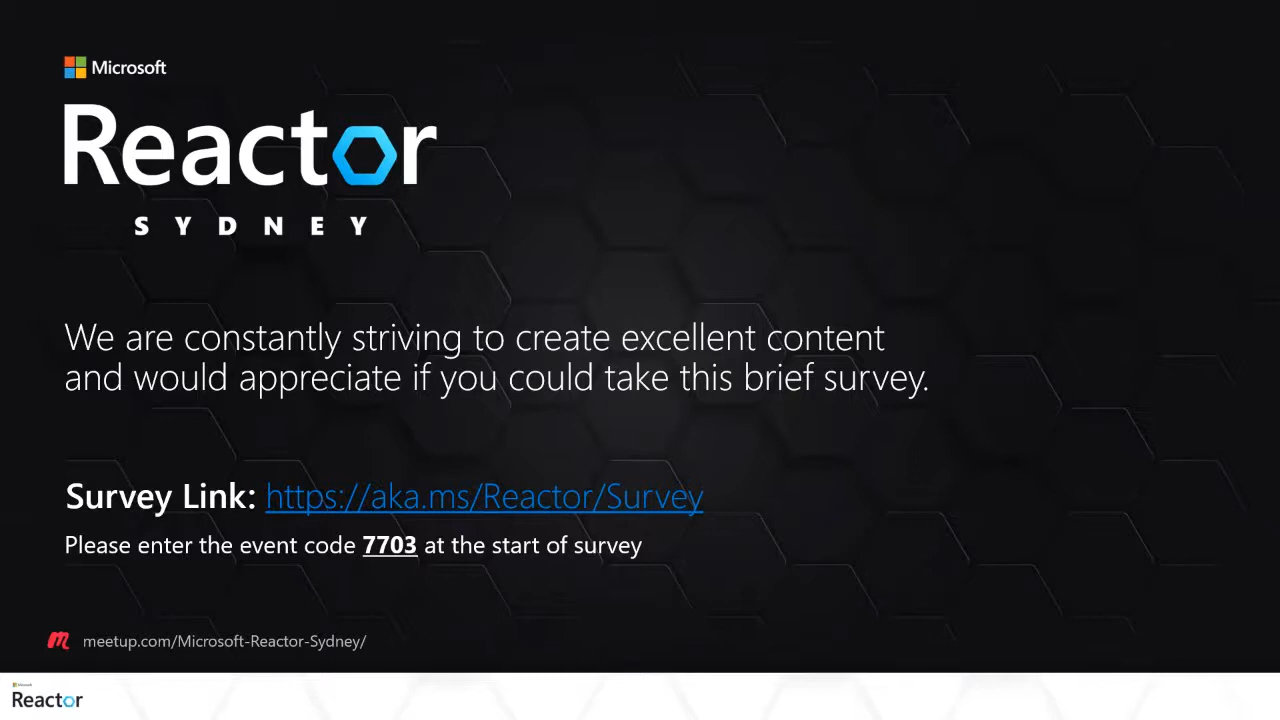 Microsoft
Reactor
SYDNEY
We are constantly striving to create excellent content
and would appreciate if you could take this brief survey.
Survey Link: https://aka.ms/Reactor/Survey
Please enter the event code 7703 at the start of survey
m meetup.com/Microsoft-Reactor-Sydney/
Microsoft
Reactor